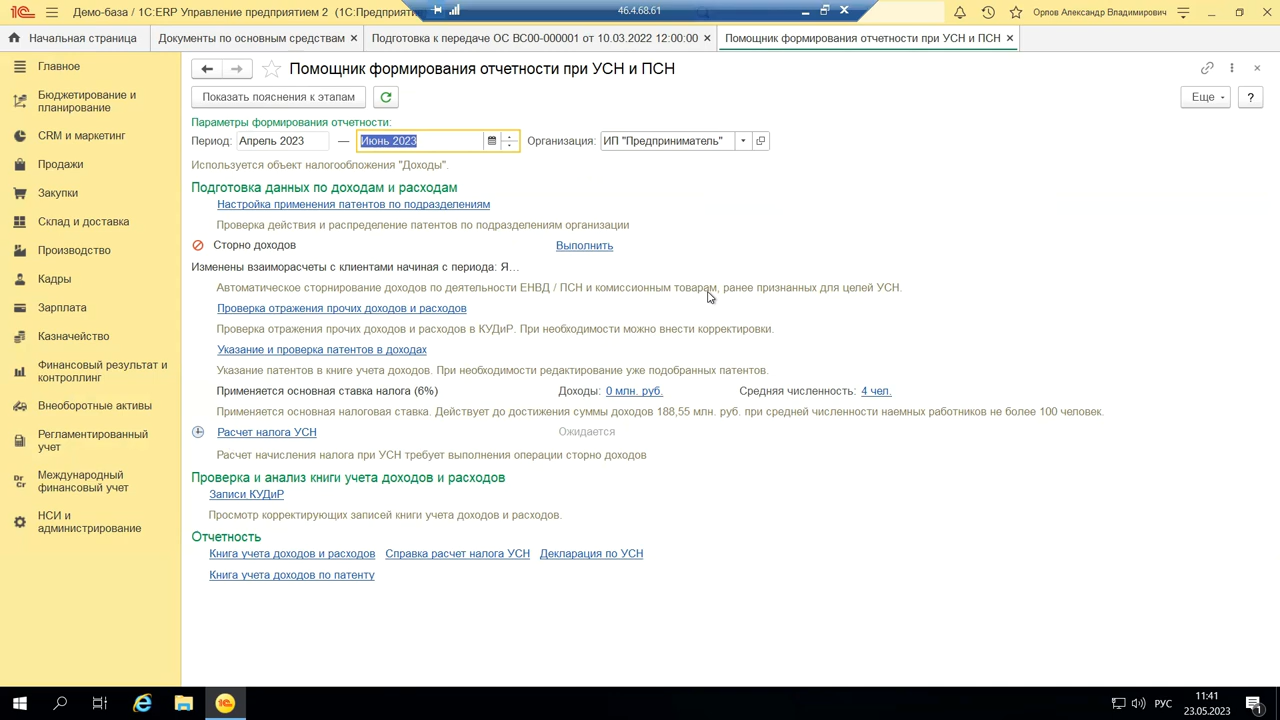 Демо-база / 1С:ERP Управление предприятием 2 (1С:Предприятие
46.4.68.61
Орлов Александр Владимирович
Начальная страница
Документы по основным средствам
Подготовка к передаче ОС ВС00-000001 от 10.03.2022 12:00:00
Помощник формирования отчетности при УСН и ПСН
Главное
Бюджетирование и планирование
CRM и маркетинг
Продажи
Закупки
Склад и доставка
Производство
Кадры
Зарплата
Казначейство
Финансовый результат и контроллинг
Внеоборотные активы
Регламентированный учет
Международный финансовый учет
НСИ и администрирование
Помощник формирования отчетности при УСН и ПСН
Показать пояснения к этапам
Еще
?
Параметры формирования отчетности:
Период: Апрель 2023 — Июнь 2023 Организация: ИП "Предприниматель"
Используется объект налогообложения "Доходы".
Подготовка данных по доходам и расходам
Настройка применения патентов по подразделениям
Проверка действия и распределение патентов по подразделениям организации
Сторно доходов Выполнить
Изменены взаиморасчеты с клиентами начиная с периода: Я...
Автоматическое сторнирование доходов по деятельности ЕНВД / ПСН и комиссионным товарам, ранее признанных для целей УСН.
Проверка отражения прочих доходов и расходов
Проверка отражения прочих доходов и расходов в КУДиР. При необходимости можно внести корректировки.
Указание и проверка патентов в доходах
Указание патентов в книге учета доходов. При необходимости редактирование уже подобранных патентов.
Применяется основная ставка налога (6%) Доходы: 0 млн. руб. Средняя численность: 4 чел.
Применяется основная налоговая ставка. Действует до достижения суммы доходов 188,55 млн. руб. при средней численности наемных работников не более 100 человек.
Расчет налога УСН Ожидается
Расчет начисления налога при УСН требует выполнения операции сторно доходов
Проверка и анализ книги учета доходов и расходов
Записи КУДиР
Просмотр корректирующих записей книги учета доходов и расходов.
Отчетность
Книга учета доходов и расходов Справка расчет налога УСН Декларация по УСН
Книга учета доходов по патенту
РУС
11:41
23.05.2023
1